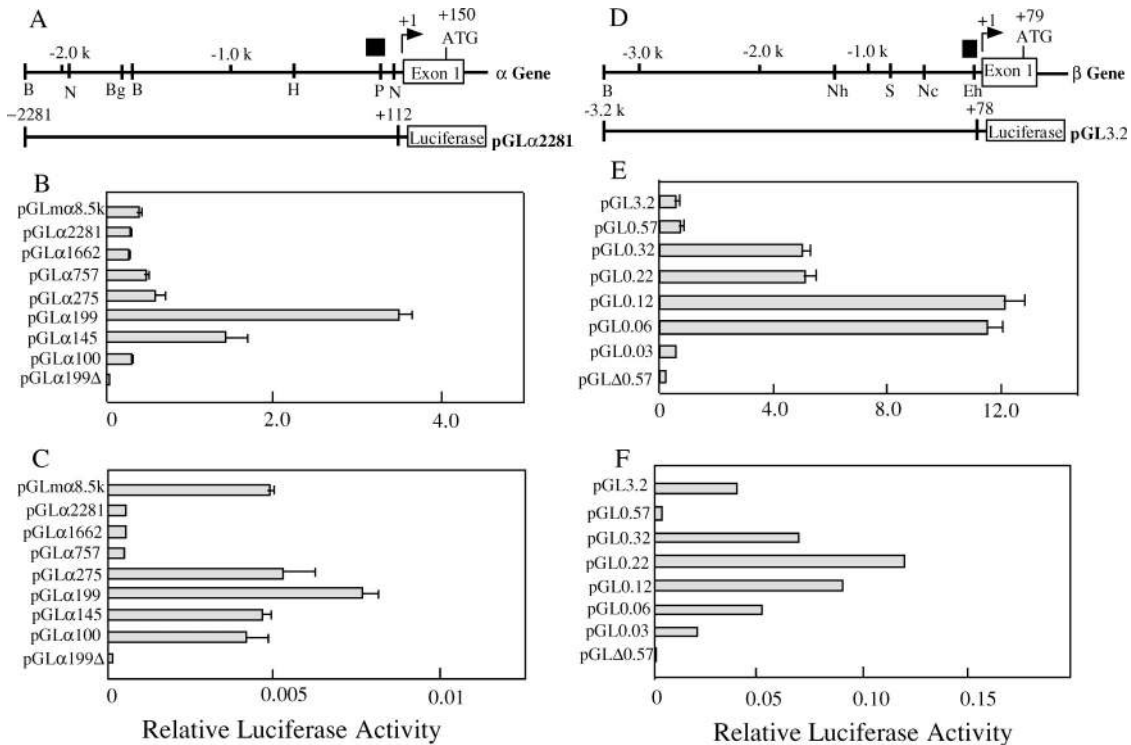 A
+150
+1
ATG
-2.0 k
-1.0 k
Exon 1
α Gene
B
N
Bg
B
H
P
N
−2281
+112
Luciferase
pGLα2281
B
pGLmα8.5k
pGLα2281
pGLα1662
pGLα757
pGLα275
pGLα199
pGLα145
pGLα100
pGLα199Δ
0
2.0
4.0
C
pGLmα8.5k
pGLα2281
pGLα1662
pGLα757
pGLα275
pGLα199
pGLα145
pGLα100
pGLα199Δ
0
0.005
0.01
Relative Luciferase Activity
D
+79
+1
ATG
-3.0 k
-2.0 k
-1.0 k
Exon 1
β Gene
B
Nh
S
Nc
Eh
-3.2 k
+78
Luciferase
pGL3.2
E
pGL3.2
pGL0.57
pGL0.32
pGL0.22
pGL0.12
pGL0.06
pGL0.03
pGLΔ0.57
0
4.0
8.0
12.0
F
pGL3.2
pGL0.57
pGL0.32
pGL0.22
pGL0.12
pGL0.06
pGL0.03
pGLΔ0.57
0
0.05
0.10
0.15
Relative Luciferase Activity